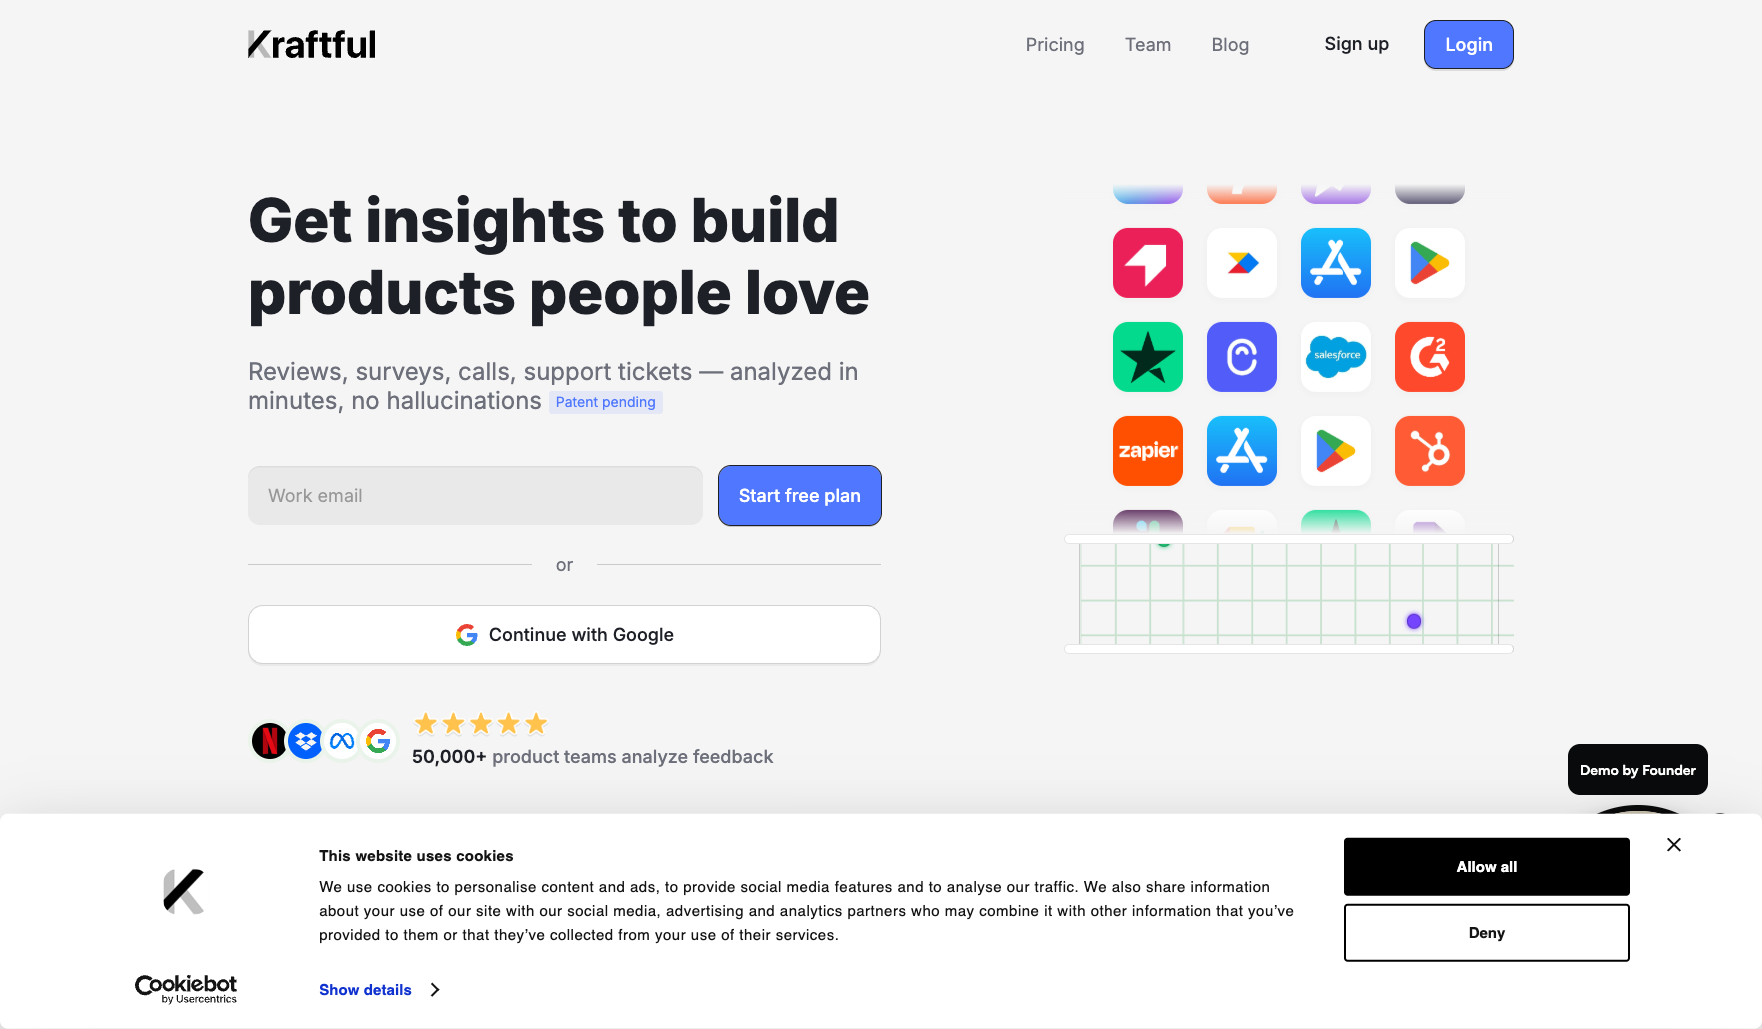 Kraftful
Pricing
Team
Blog
Sign up
Login
Get insights to build
products people love
Reviews, surveys, calls, support tickets — analyzed in
minutes, no hallucinations Patent pending
Work email
Start free plan
or
Continue with Google
50,000+ product teams analyze feedback
salesforce
G2
zapier
Demo by Founder
This website uses cookies
We use cookies to personalise content and ads, to provide social media features and to analyse our traffic. We also share information
about your use of our site with our social media, advertising and analytics partners who may combine it with other information that you've
provided to them or that they've collected from your use of their services.
Show details
Allow all
Deny
Cookiebot
by Usercentrics